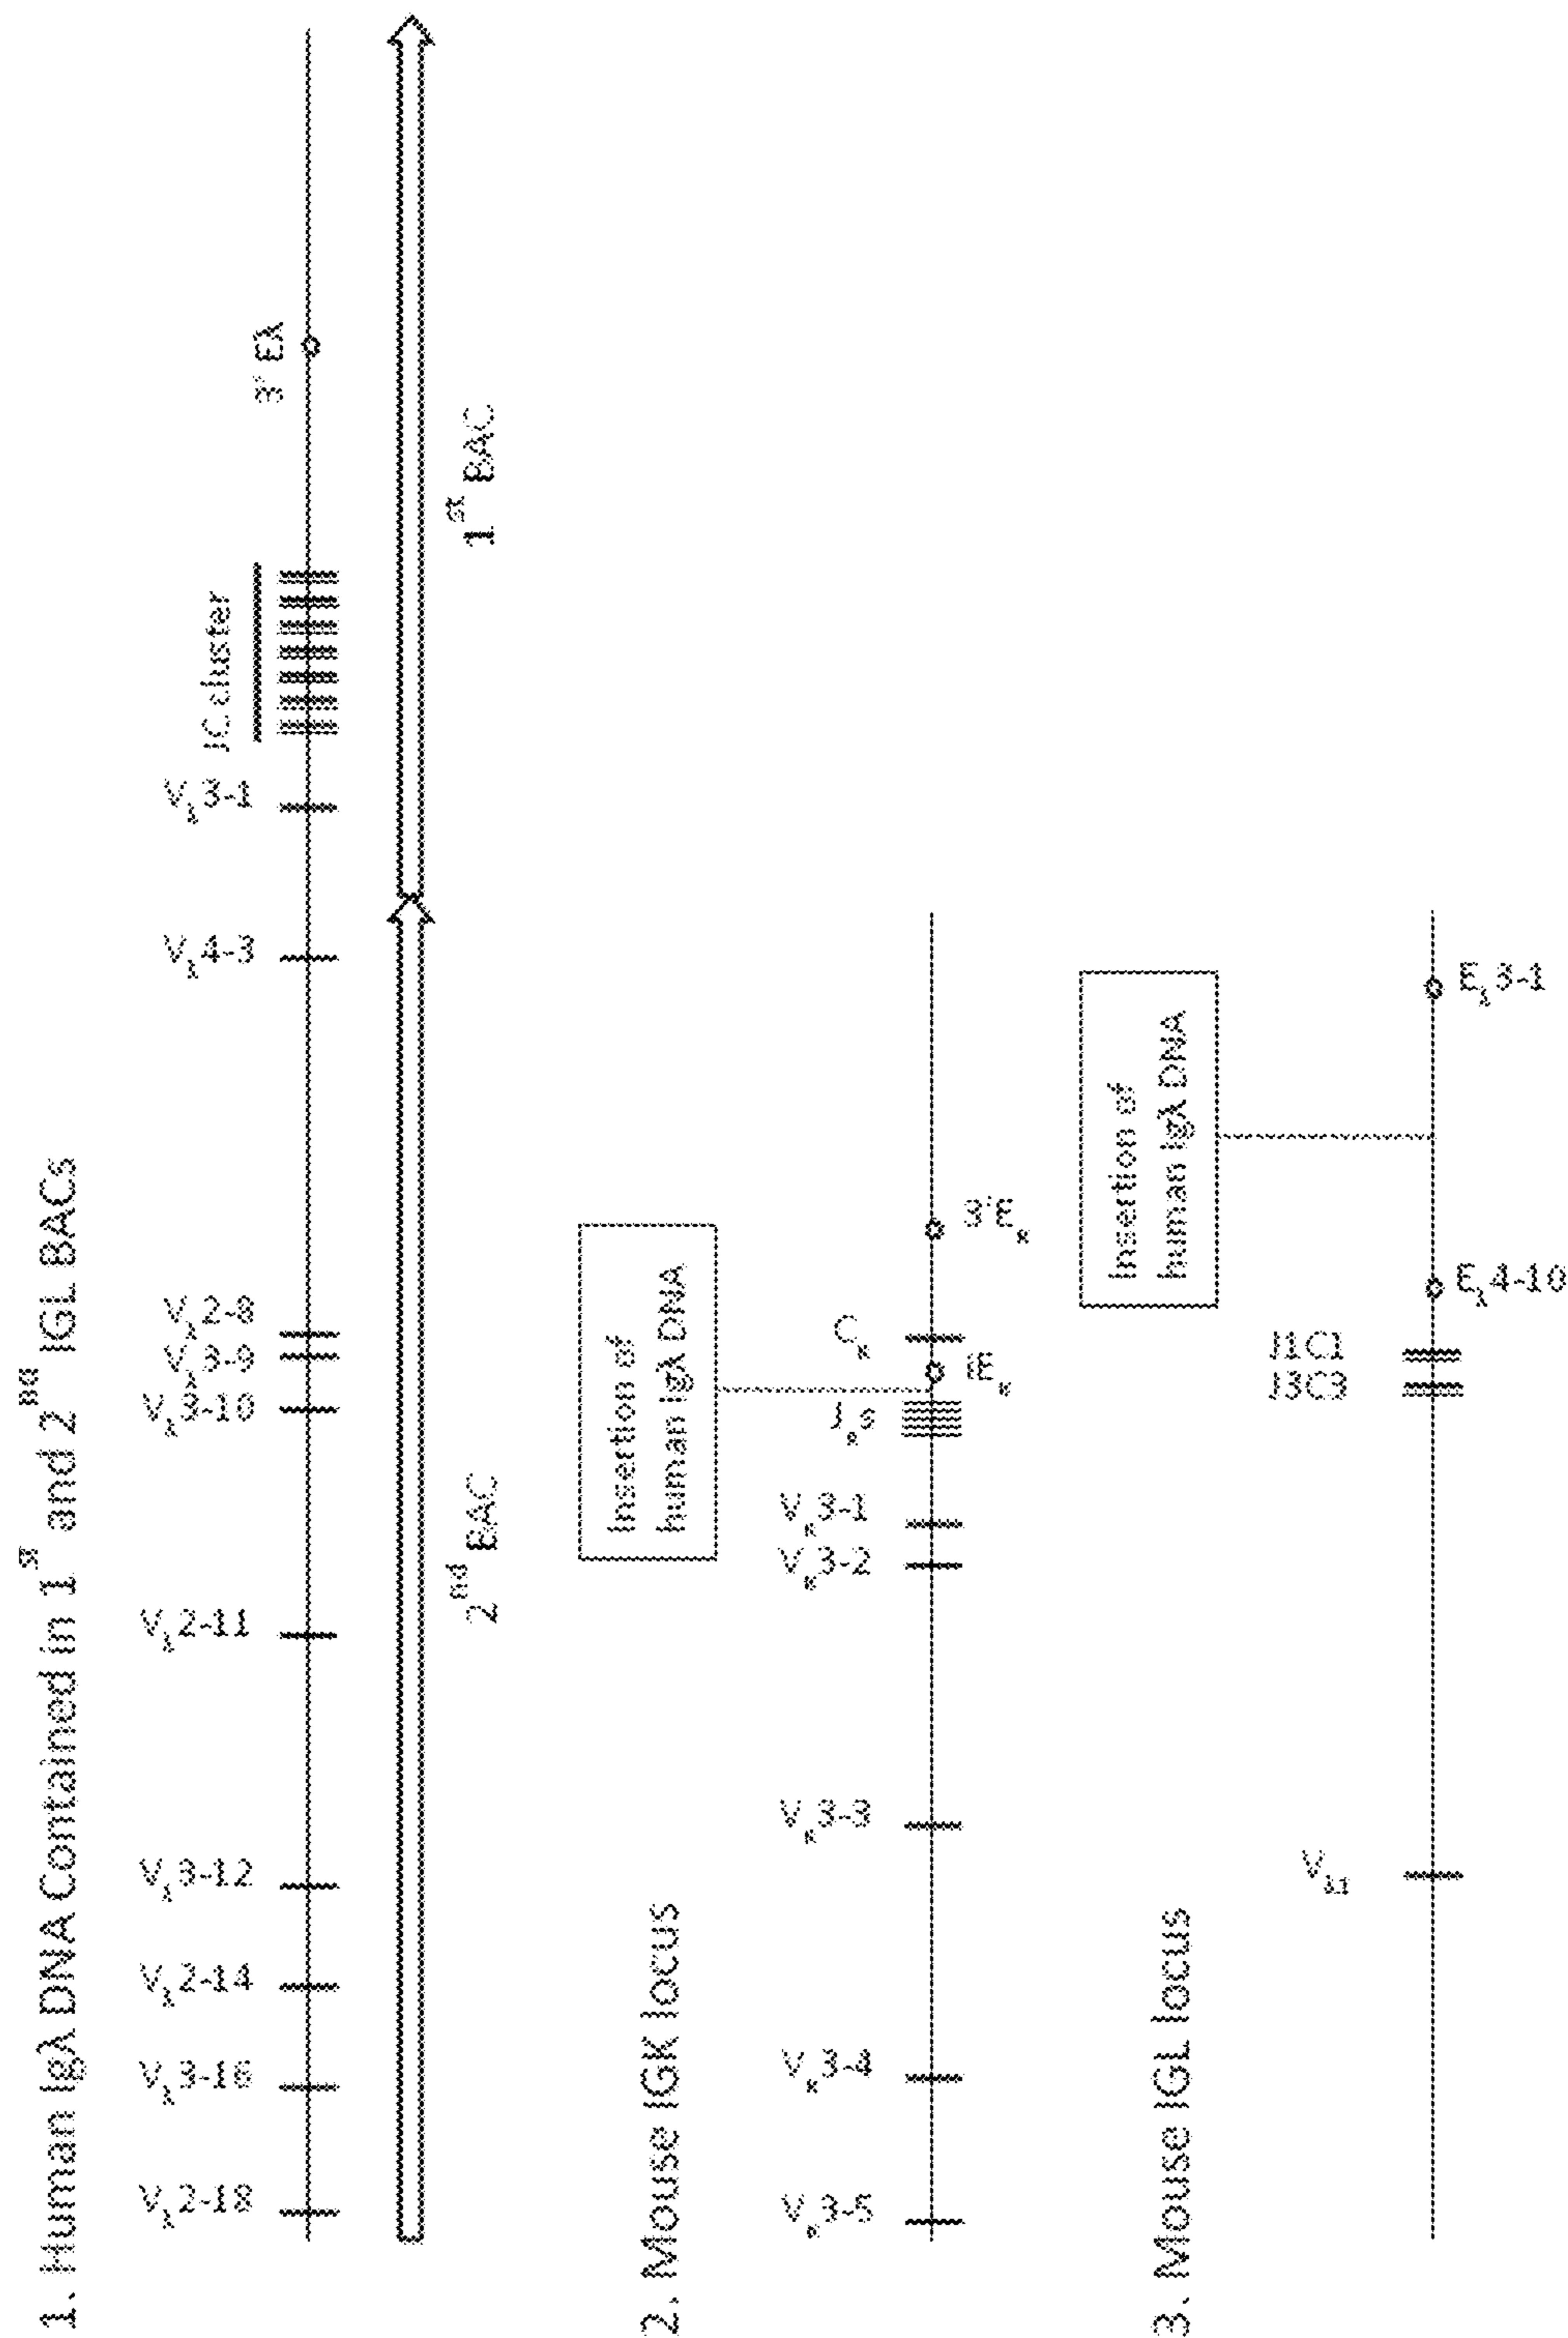 1. Human Igλ DNA Contained in 1st and 2nd IGL BACs
Vλ2-18 Vλ3-16 Vλ2-14 Vλ3-12 Vλ2-11 Vλ3-10 Vλ3-9 Vλ2-8 Vλ4-3 Vλ3-1 JC cluster 3' Eλ
2nd BAC 1st BAC
2. Mouse IGK locus
Insertion of
human Igλ DNA
Vκ3-5 Vκ3-4 Vκ3-3 Vκ3-2 Vκ3-1 Jκs Cκ
iEκ 3'Eκ
3. Mouse IGL locus
Insertion of
human Igλ DNA
Vλ1 J3C3 J1C1
Eλ4-10 Eλ3-1